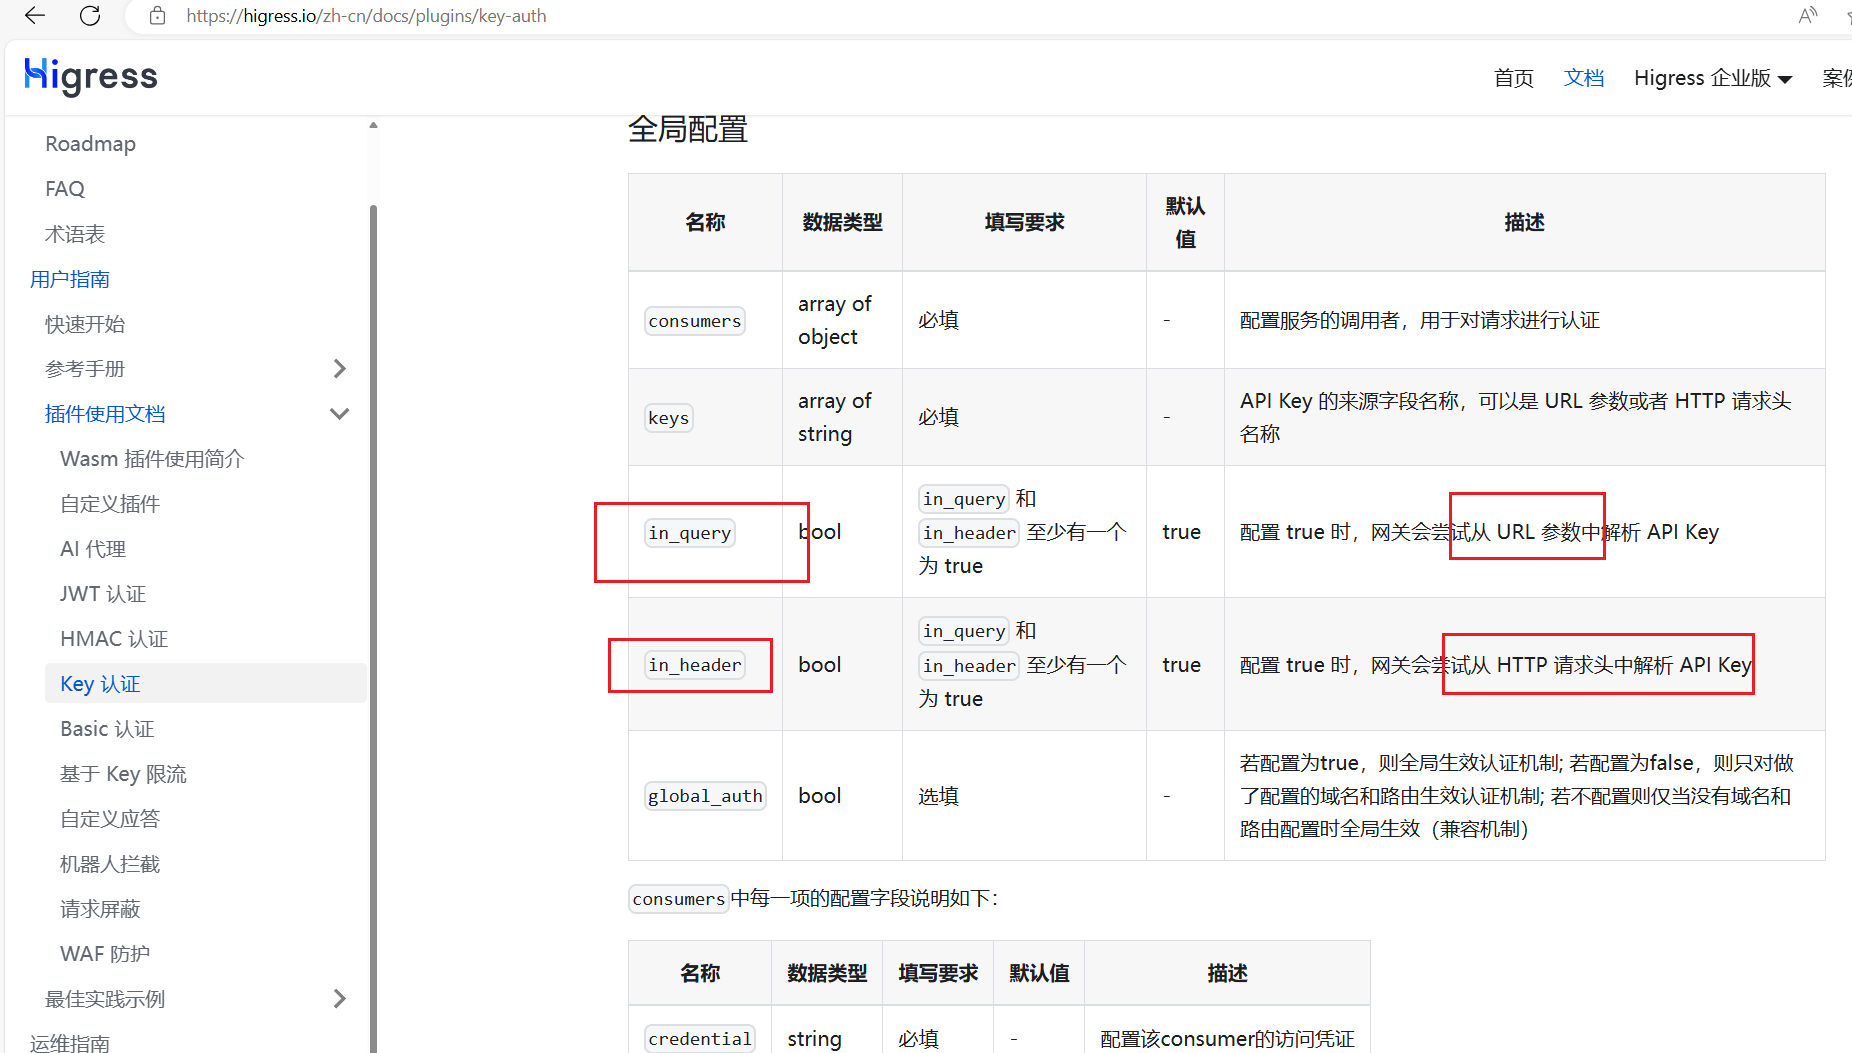 https://higress.io/zh-cn/docs/plugins/key-auth
Higress
首页
文档
Higress 企业版
案例
Roadmap
FAQ
术语表
用户指南
快速开始
参考手册
插件使用文档
Wasm 插件使用简介
自定义插件
AI 代理
JWT 认证
HMAC 认证
Key 认证
Basic 认证
基于 Key 限流
自定义应答
机器人拦截
请求屏蔽
WAF 防护
最佳实践示例
运维指南
全局配置
名称
数据类型
填写要求
默认
值
描述
consumers
array of
object
必填
-
配置服务的调用者，用于对请求进行认证
keys
array of
string
必填
-
API Key 的来源字段名称，可以是 URL 参数或者 HTTP 请求头
名称
in_query
bool
in_query 和
in_header 至少有一个
为 true
true
配置 true 时，网关会尝试从 URL 参数中解析 API Key
in_header
bool
in_query 和
in_header 至少有一个
为 true
true
配置 true 时，网关会尝试从 HTTP 请求头中解析 API Key
global_auth
bool
选填
-
若配置为true，则全局生效认证机制; 若配置为false，则只对做
了配置的域名和路由生效认证机制; 若不配置则仅当没有域名和
路由配置时全局生效（兼容机制）
consumers中每一项的配置字段说明如下：
名称
数据类型
填写要求
默认值
描述
credential
string
必填
-
配置该consumer的访问凭证